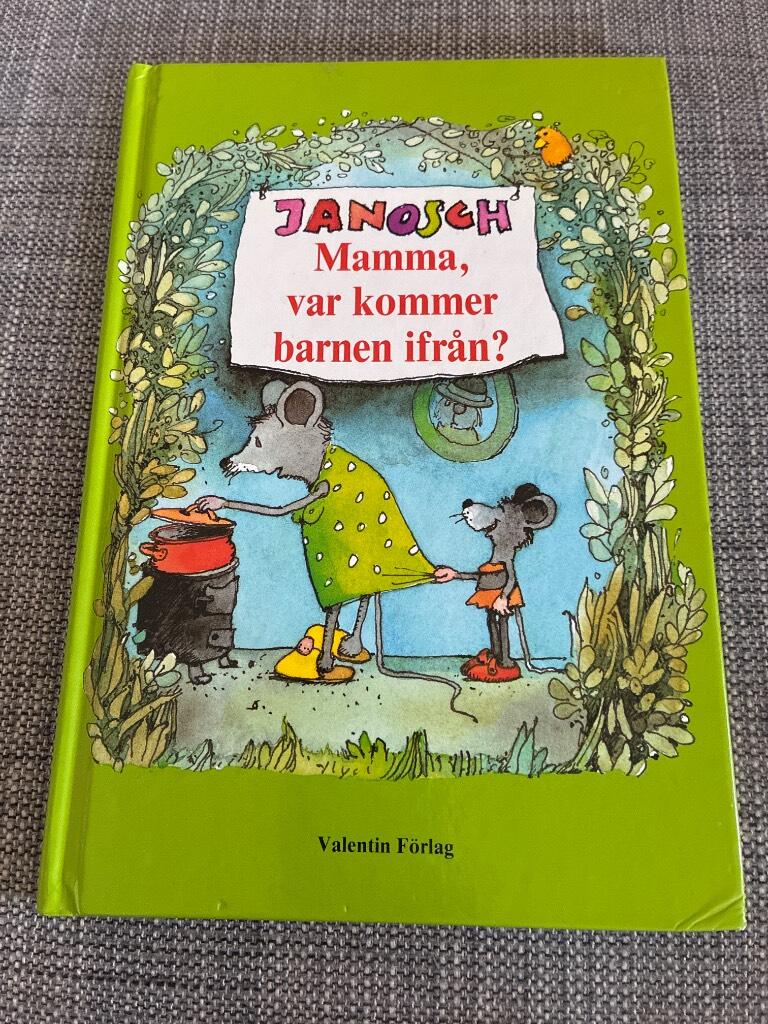 JANOSCH
Mamma,
var kommer
barnen ifrån?
Valentin Förlag